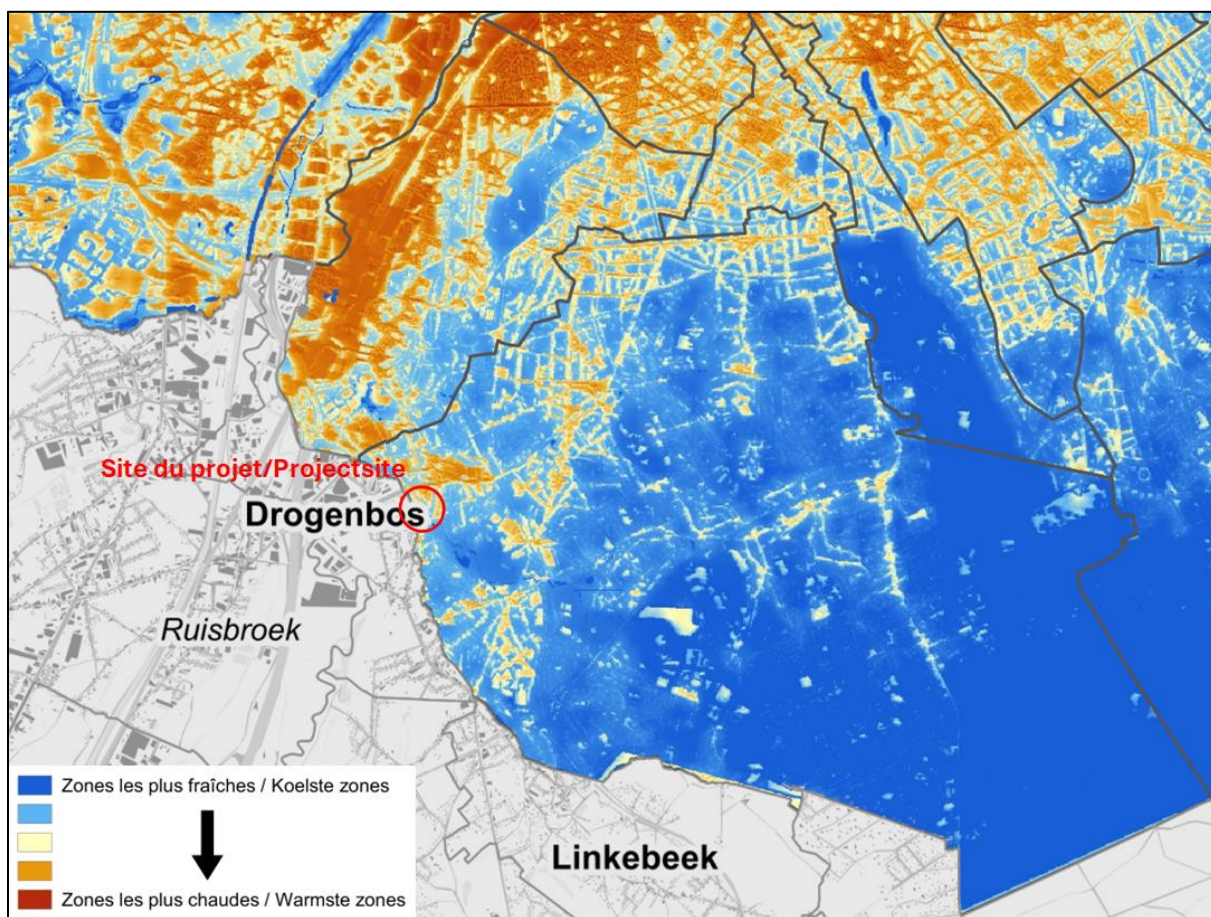 Site du projet/Projectsite
Drogenbos
Ruisbroek
Zones les plus fraîches / Koelste zones
Zones les plus chaudes / Warmste zones
Linkebeek